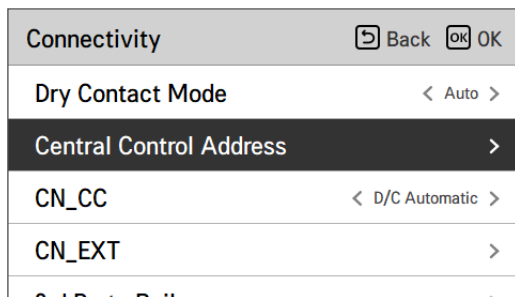 Connectivity Back OK OK
Dry Contact Mode < Auto >
Central Control Address >
CN_CC < D/C Automatic >
CN_EXT >